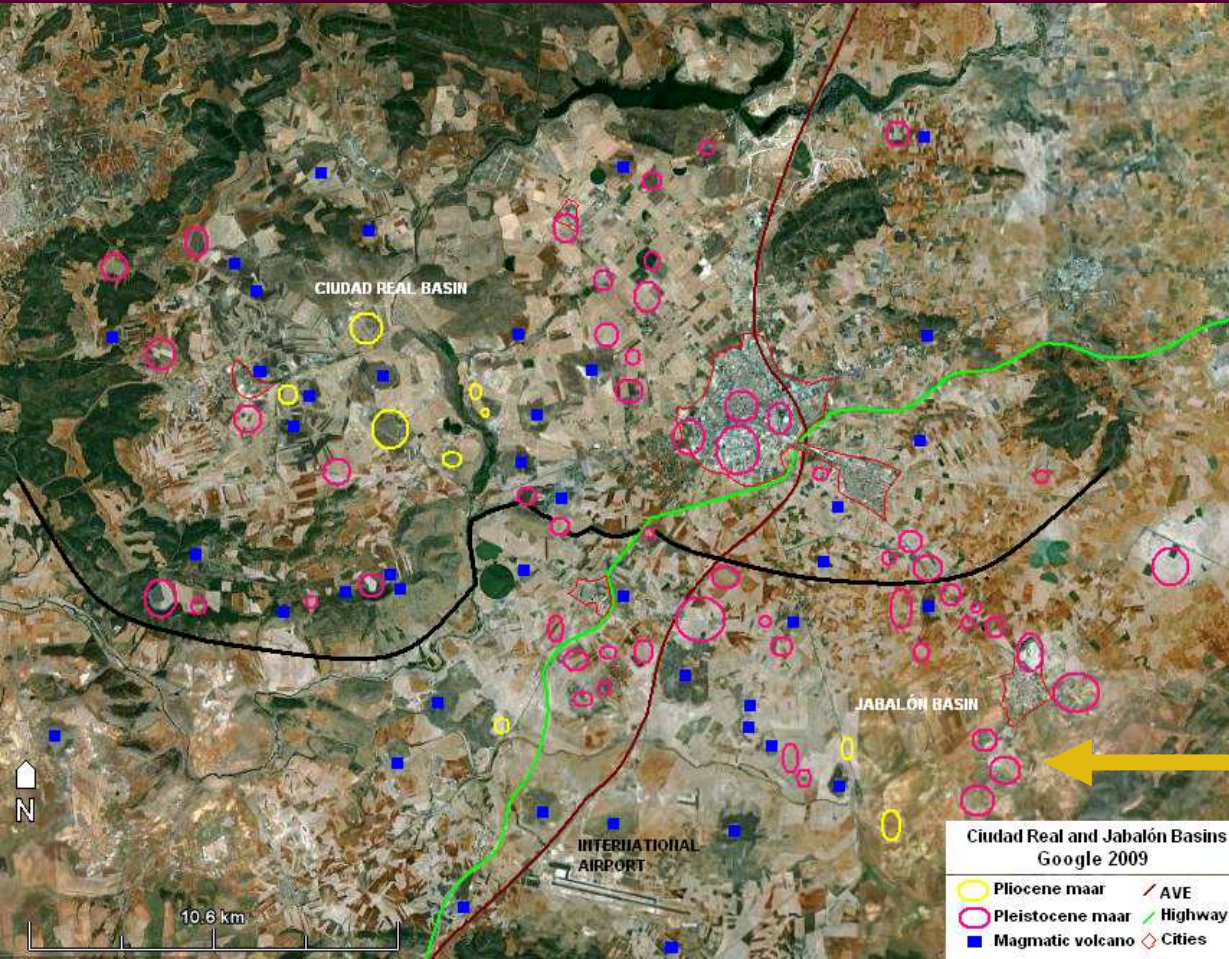 CIUDAD REAL BASIN
JABALÓN BASIN
N
INTERNATIONAL
AIRPORT
10.6 km
Ciudad Real and Jabalón Basins
Google 2009
Pliocene maar
AVE
Pleistocene maar
Highway
Magmatic volcano
Cities